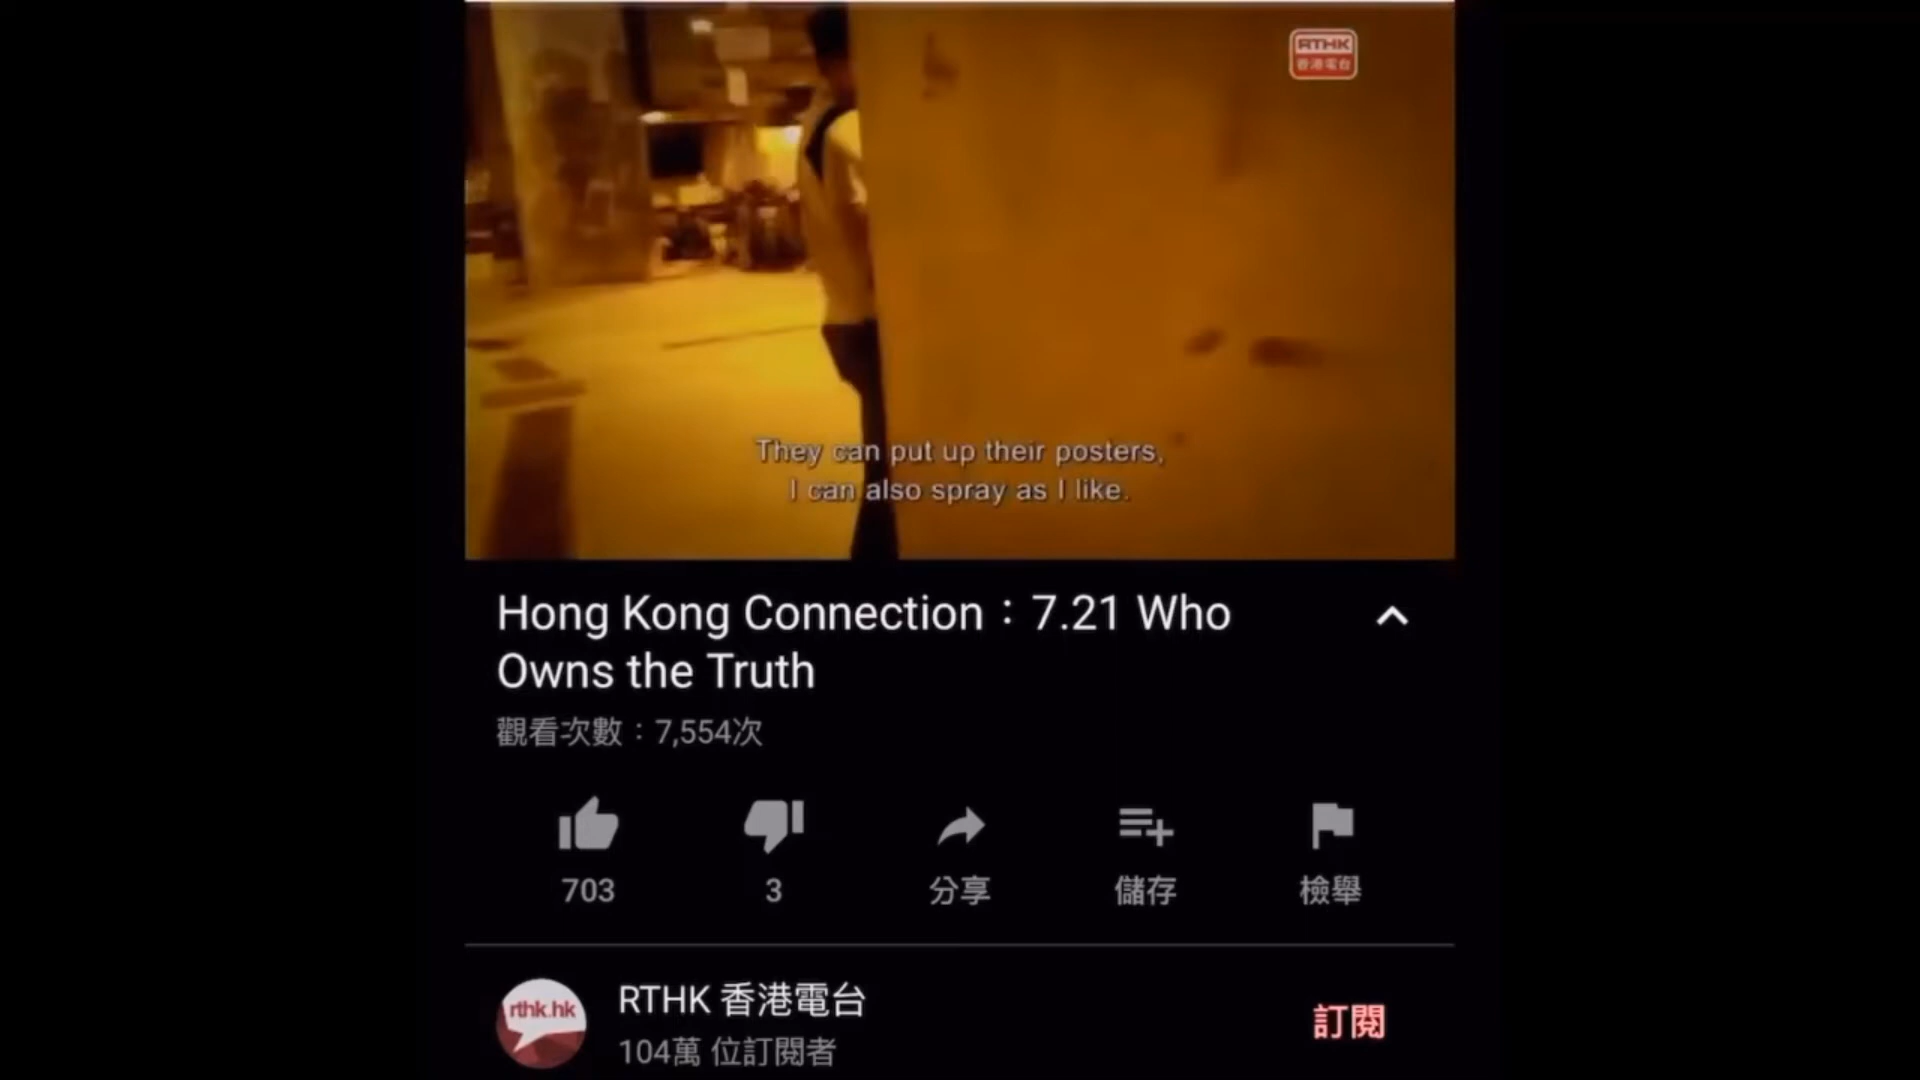 RTHK
香港電台
They can put up their posters,
I can also spray as I like.
Hong Kong Connection：7.21 Who
Owns the Truth
觀看次數：7,554次
703
3
分享
儲存
檢舉
rthk.hk
RTHK 香港電台
104萬 位訂閱者
訂閱